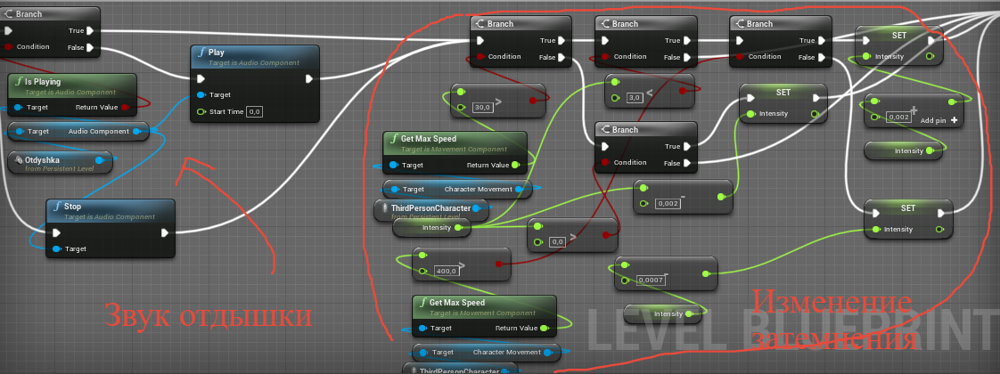 Branch
True
Condition
False
Is Playing
Target is Audio Component
Target
Return Value
Target
Audio Component
Otdyshka
from Persistent Level
Play
Target is Audio Component
Target
Start Time
0,0
Stop
Target is Audio Component
Target
Звук отдышки
Branch
True
Condition
False
Branch
True
Condition
False
Branch
True
Condition
False
SET
Intensity
30,0
>
3,0
<
SET
Intensity
0,002
+
Add pin +
Intensity
Branch
True
Condition
False
Get Max Speed
Target is Movement Component
Target
Return Value
Target
Character Movement
ThirdPersonCharacter
from Persistent Level
Intensity
0,002
-
0,0
>
SET
Intensity
400,0
>
0,0007
-
Intensity
Get Max Speed
Target is Movement Component
Target
Return Value
Target
Character Movement
ThirdPersonCharacter
LEVEL BLUEPRINT
Изменение
затемнения